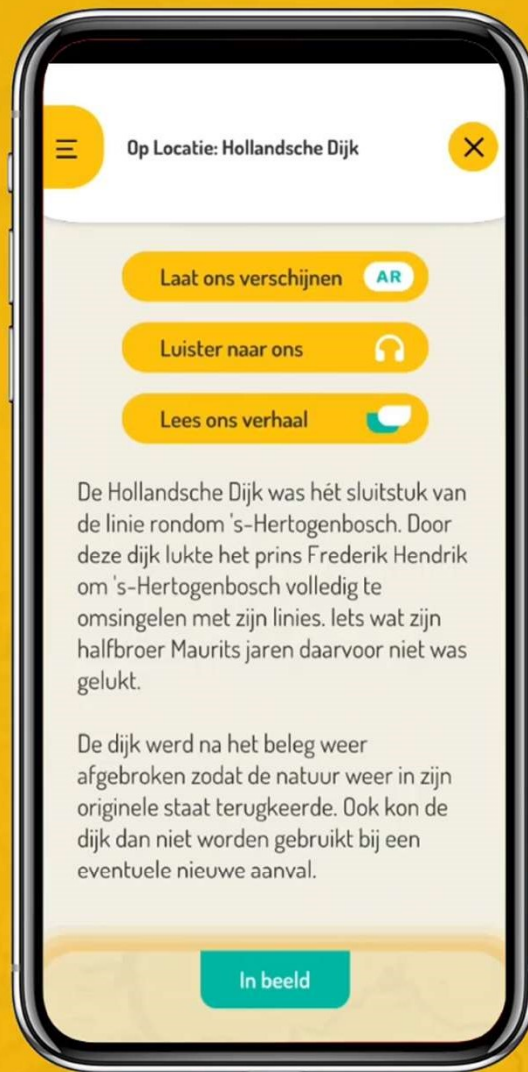 Op Locatie: Hollandsche Dijk
Laat ons verschijnen AR
Luister naar ons
Lees ons verhaal
De Hollandsche Dijk was hét sluitstuk van
de linie rondom 's-Hertogenbosch. Door
deze dijk lukte het prins Frederik Hendrik
om 's-Hertogenbosch volledig te
omsingelen met zijn linies. Iets wat zijn
halfbroer Maurits jaren daarvoor niet was
gelukt.
De dijk werd na het beleg weer
afgebroken zodat de natuur weer in zijn
originele staat terugkeerde. Ook kon de
dijk dan niet worden gebruikt bij een
eventuele nieuwe aanval.
In beeld